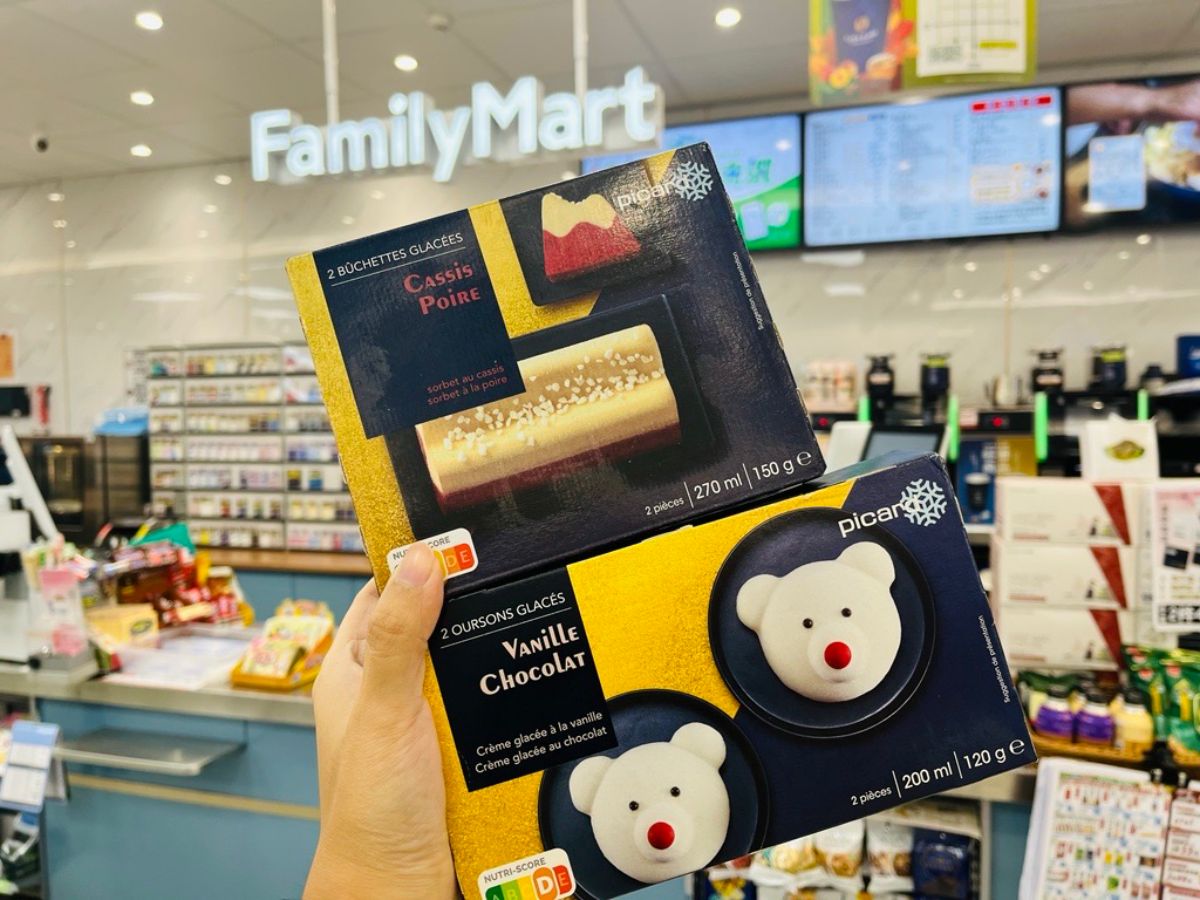 FamilyMart
picard
2 BÛCHETTES GLACÉES
CASSIS
POIRE
sorbet au cassis
sorbet à la poire
Suggestion de présentation
2 pièces | 270 ml | 150 g e
NUTRI-SCORE
D E
picard
2 OURSONS GLACÉS
VANILLE
CHOCOLAT
Crème glacée à la vanille
Crème glacée au chocolat
Suggestion de présentation
2 pièces | 200 ml | 120 g e
NUTRI-SCORE
A B C D E